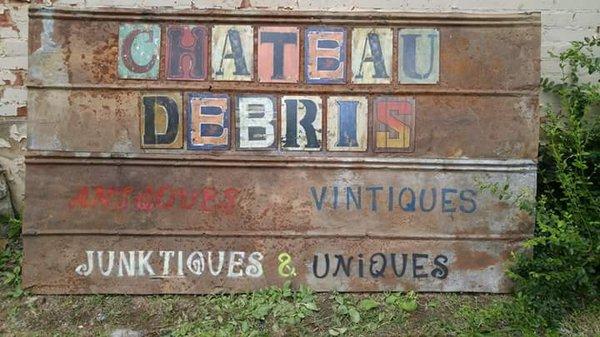 CHATEAU
DEBRIS
ANTIQUES VINTIQUES
JUNKTIQUES & UNIQUES